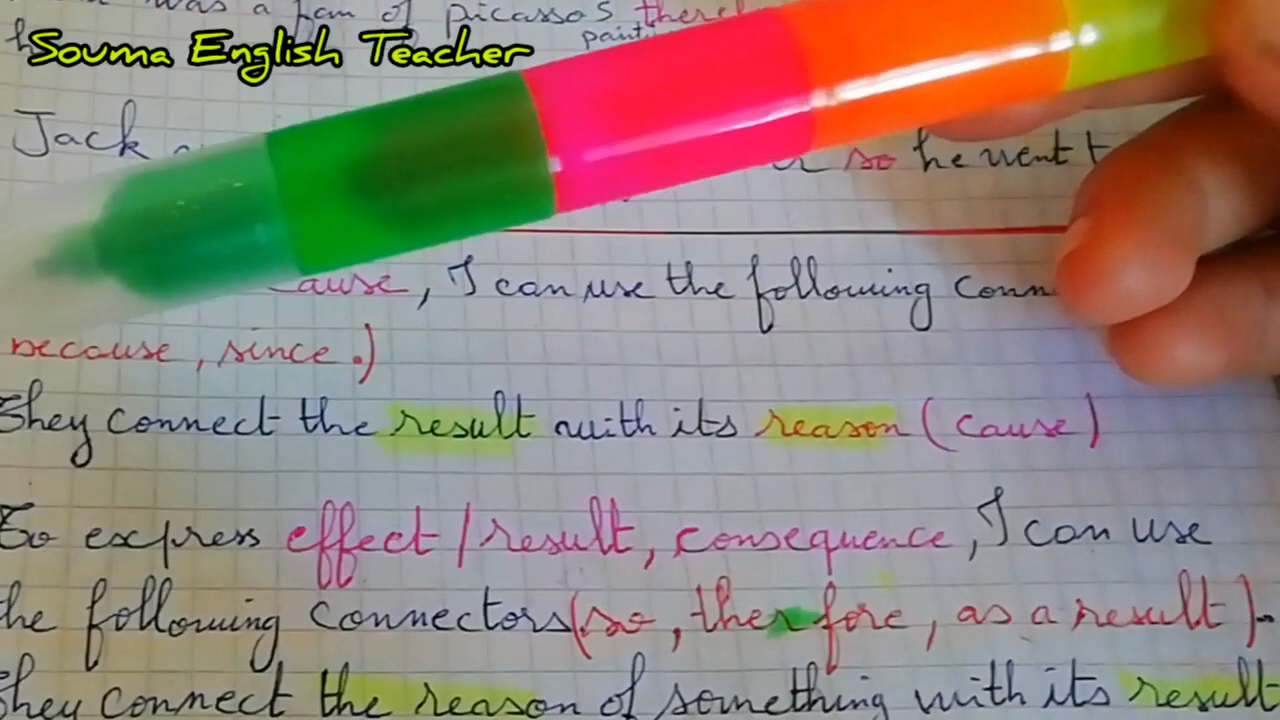 was a fan of picassos
Souma English Teacher
Jack so he went t
cause, I can use the following conn
because, since.)
They connect the result with its reason (cause)
To express effect / result, consequence, I can use
the following connectors (so, therefore, as a result).
They connect the reason of something with its result